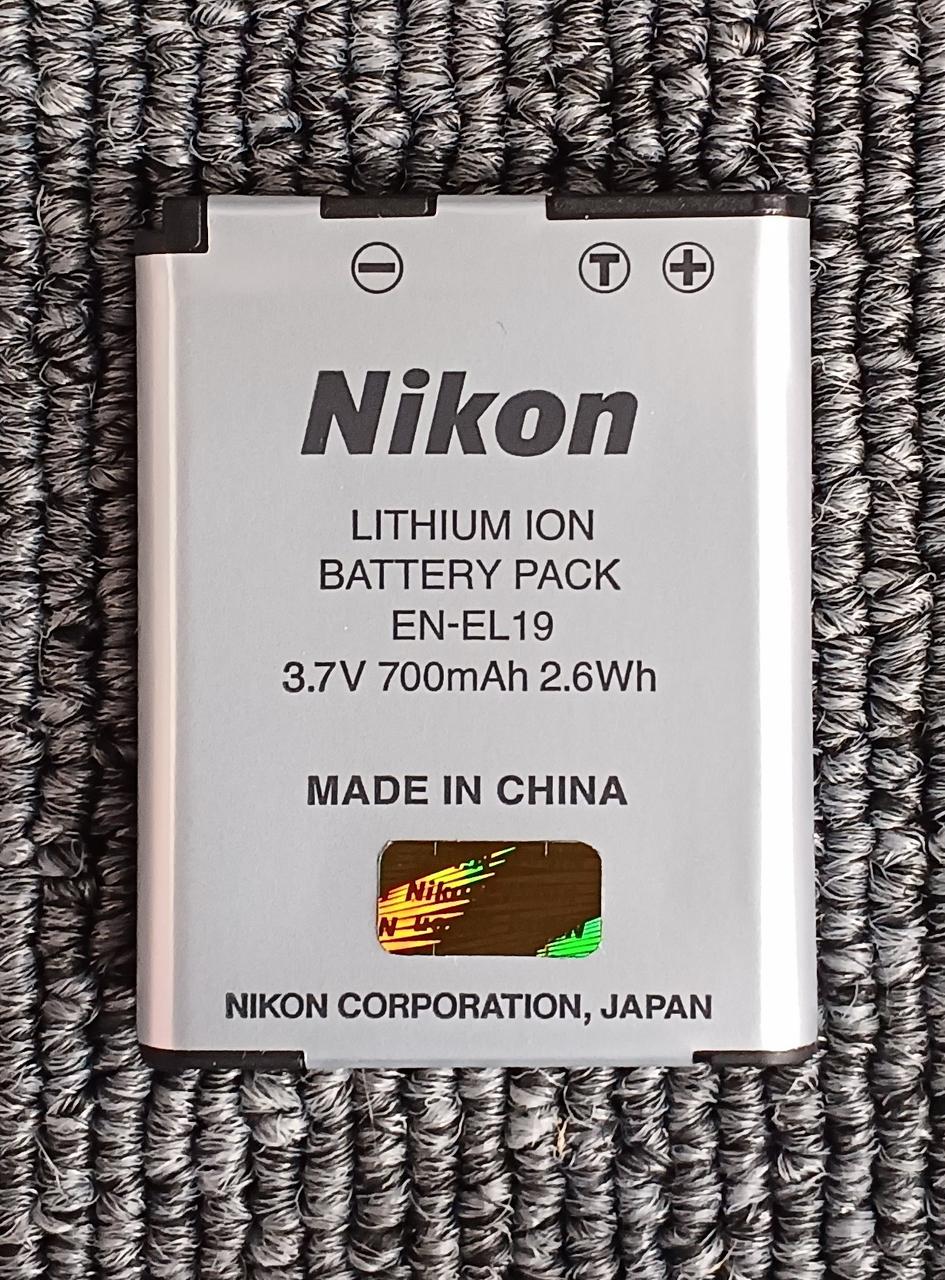 ⊖ Ⓣ ⊕
Nikon
LITHIUM ION
BATTERY PACK
EN-EL19
3.7V 700mAh 2.6Wh
MADE IN CHINA
NIKON CORPORATION, JAPAN